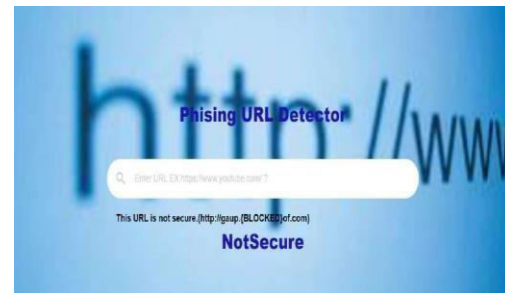 http://www
Phising URL Detector
Enter URL EX:https://www.youtube.com/ ?
This URL is not secure.(http://gaup.{BLOCKED}of.com)
NotSecure